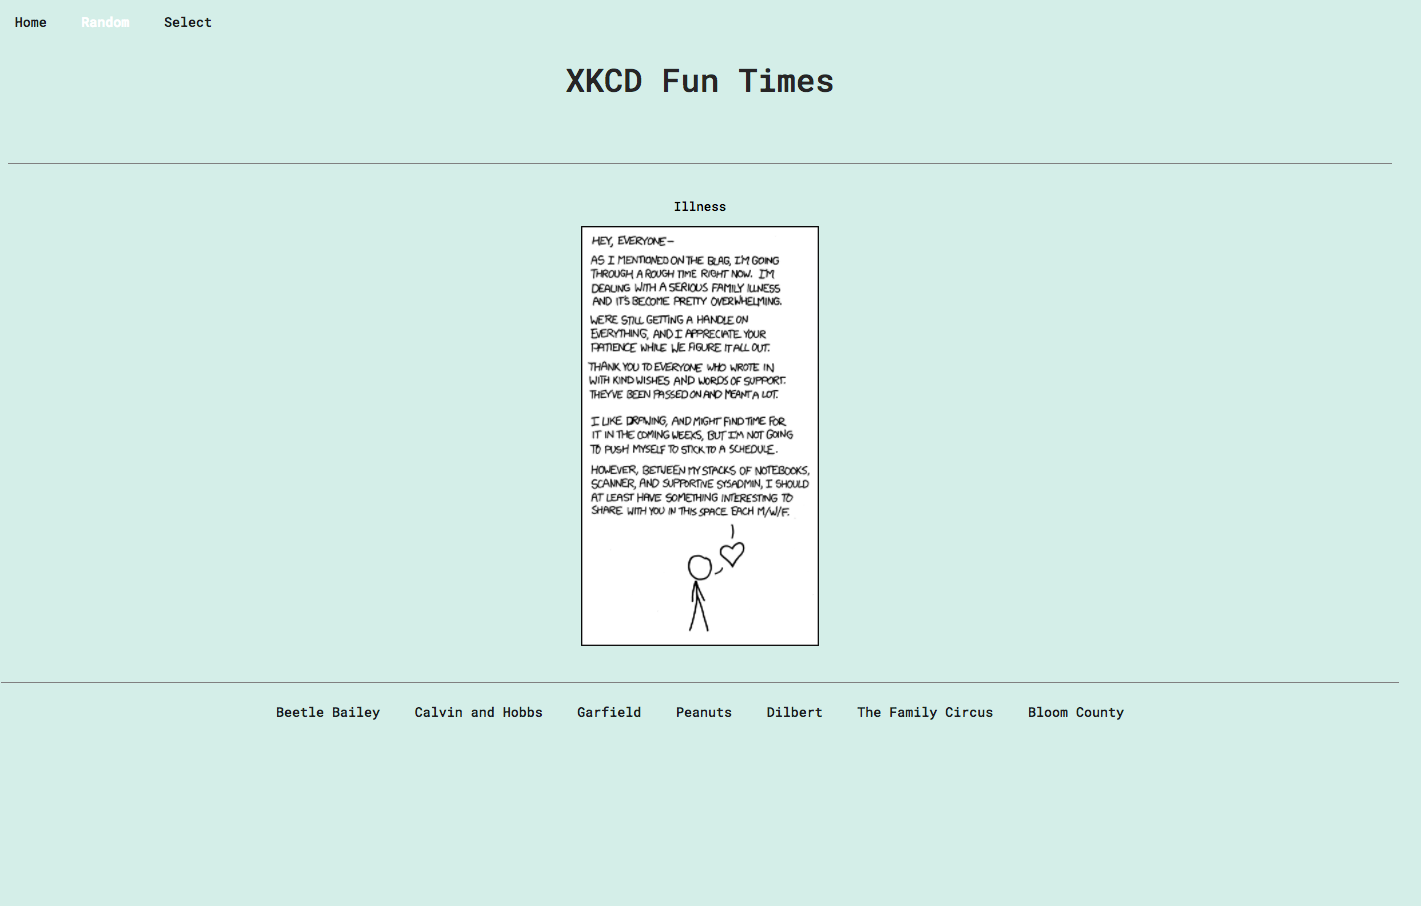 Home Random Select
XKCD Fun Times
Illness
HEY, EVERYONE—
AS I MENTIONED ON THE BLAG, I'M GOING
THROUGH A ROUGH TIME RIGHT NOW. I'M
DEALING WITH A SERIOUS FAMILY ILLNESS
AND IT'S BECOME PRETTY OVERWHELMING.
WE'RE STILL GETTING A HANDLE ON
EVERYTHING, AND I APPRECIATE YOUR
PATIENCE WHILE WE FIGURE IT ALL OUT.
THANK YOU TO EVERYONE WHO WROTE IN
WITH KIND WISHES AND WORDS OF SUPPORT.
THEY'VE BEEN PASSED ON AND MEANT A LOT.
I LIKE DRAWING, AND MIGHT FIND TIME FOR
IT IN THE COMING WEEKS, BUT I'M NOT GOING
TO PUSH MYSELF TO STICK TO A SCHEDULE.
HOWEVER, BETWEEN MY STACKS OF NOTEBOOKS,
SCANNER, AND SUPPORTIVE SYSADMIN, I SHOULD
AT LEAST HAVE SOMETHING INTERESTING TO
SHARE WITH YOU IN THIS SPACE EACH M/W/F.
Beetle Bailey Calvin and Hobbs Garfield Peanuts Dilbert The Family Circus Bloom County